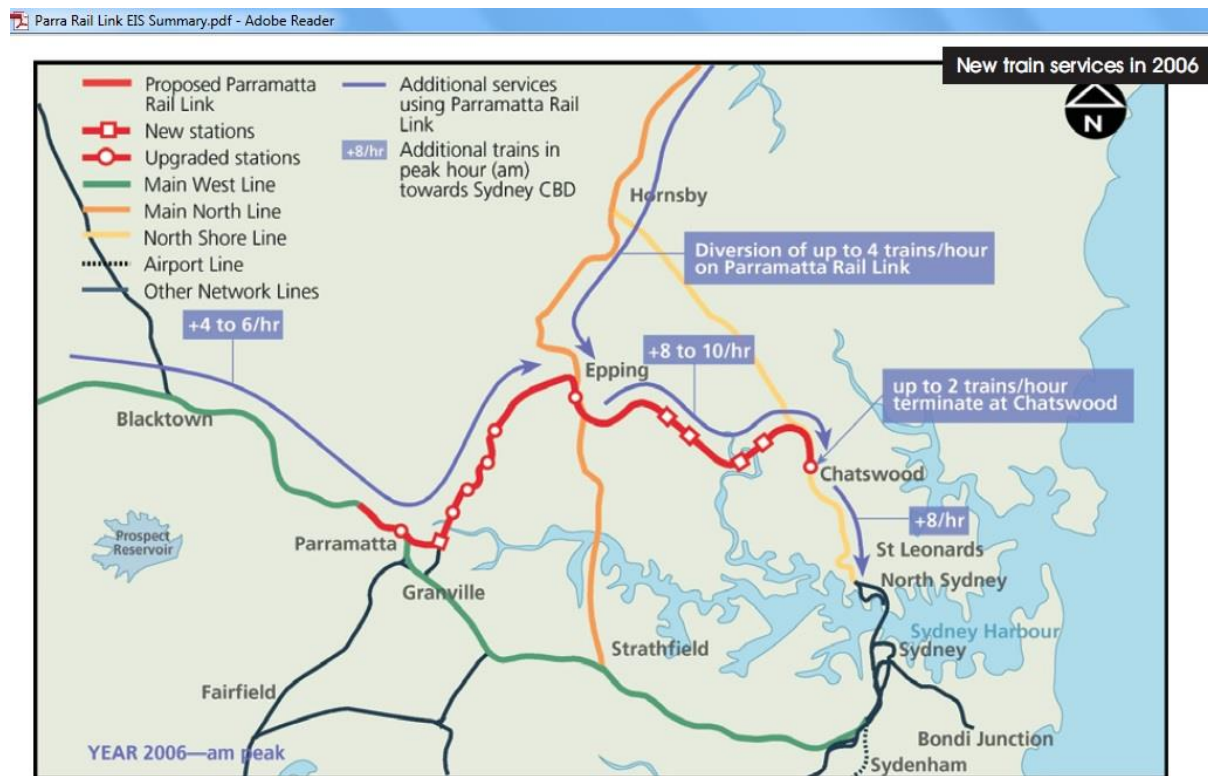 Parra Rail Link EIS Summary.pdf - Adobe Reader
New train services in 2006
Proposed Parramatta
Rail Link
New stations
Upgraded stations
Main West Line
Main North Line
North Shore Line
Airport Line
Other Network Lines
Additional services
using Parramatta Rail
Link
+8/hr
Additional trains in
peak hour (am)
towards Sydney CBD
N
Hornsby
Diversion of up to 4 trains/hour
on Parramatta Rail Link
+4 to 6/hr
+8 to 10/hr
Epping
Blacktown
up to 2 trains/hour
terminate at Chatswood
Chatswood
+8/hr
Prospect
Reservoir
Parramatta
St Leonards
North Sydney
Granville
Sydney Harbour
Strathfield
Sydney
Fairfield
Bondi Junction
YEAR 2006—am peak
Sydenham